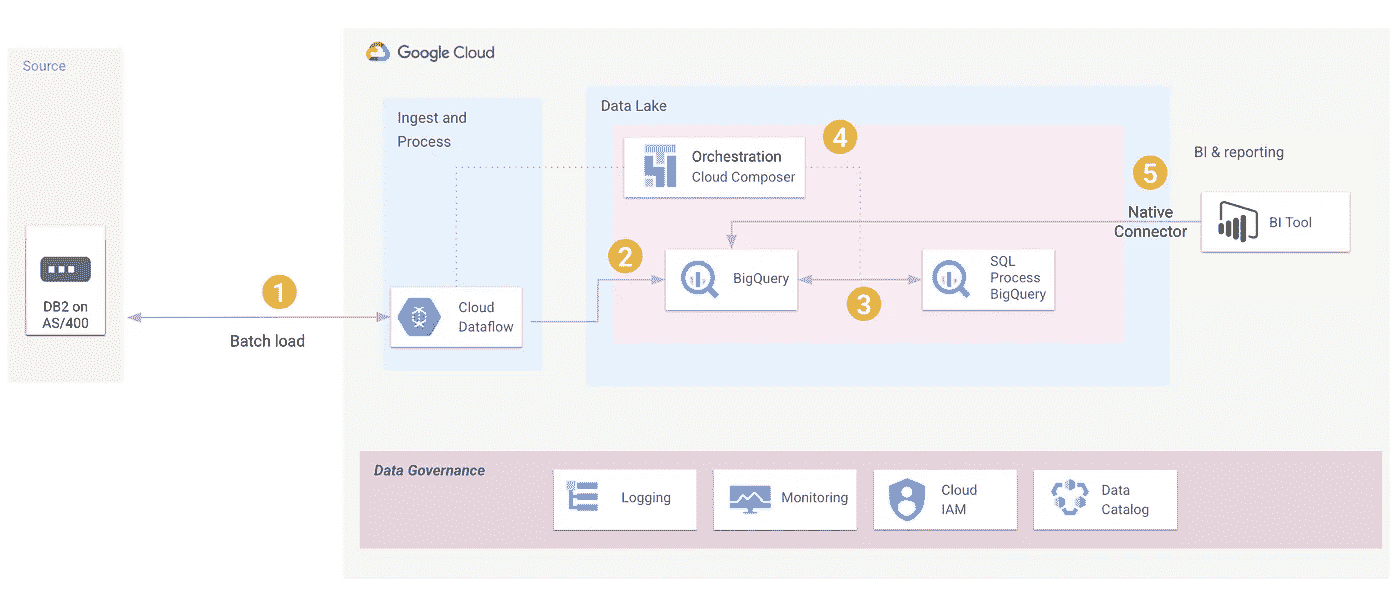 Source
DB2 on
AS/400
1
Batch load
Google Cloud
Ingest and
Process
Cloud
Dataflow
Data Lake
Orchestration
Cloud Composer
4
2
BigQuery
3
SQL
Process
BigQuery
5
Native
Connector
BI & reporting
BI Tool
Data Governance
Logging
Monitoring
Cloud
IAM
Data
Catalog